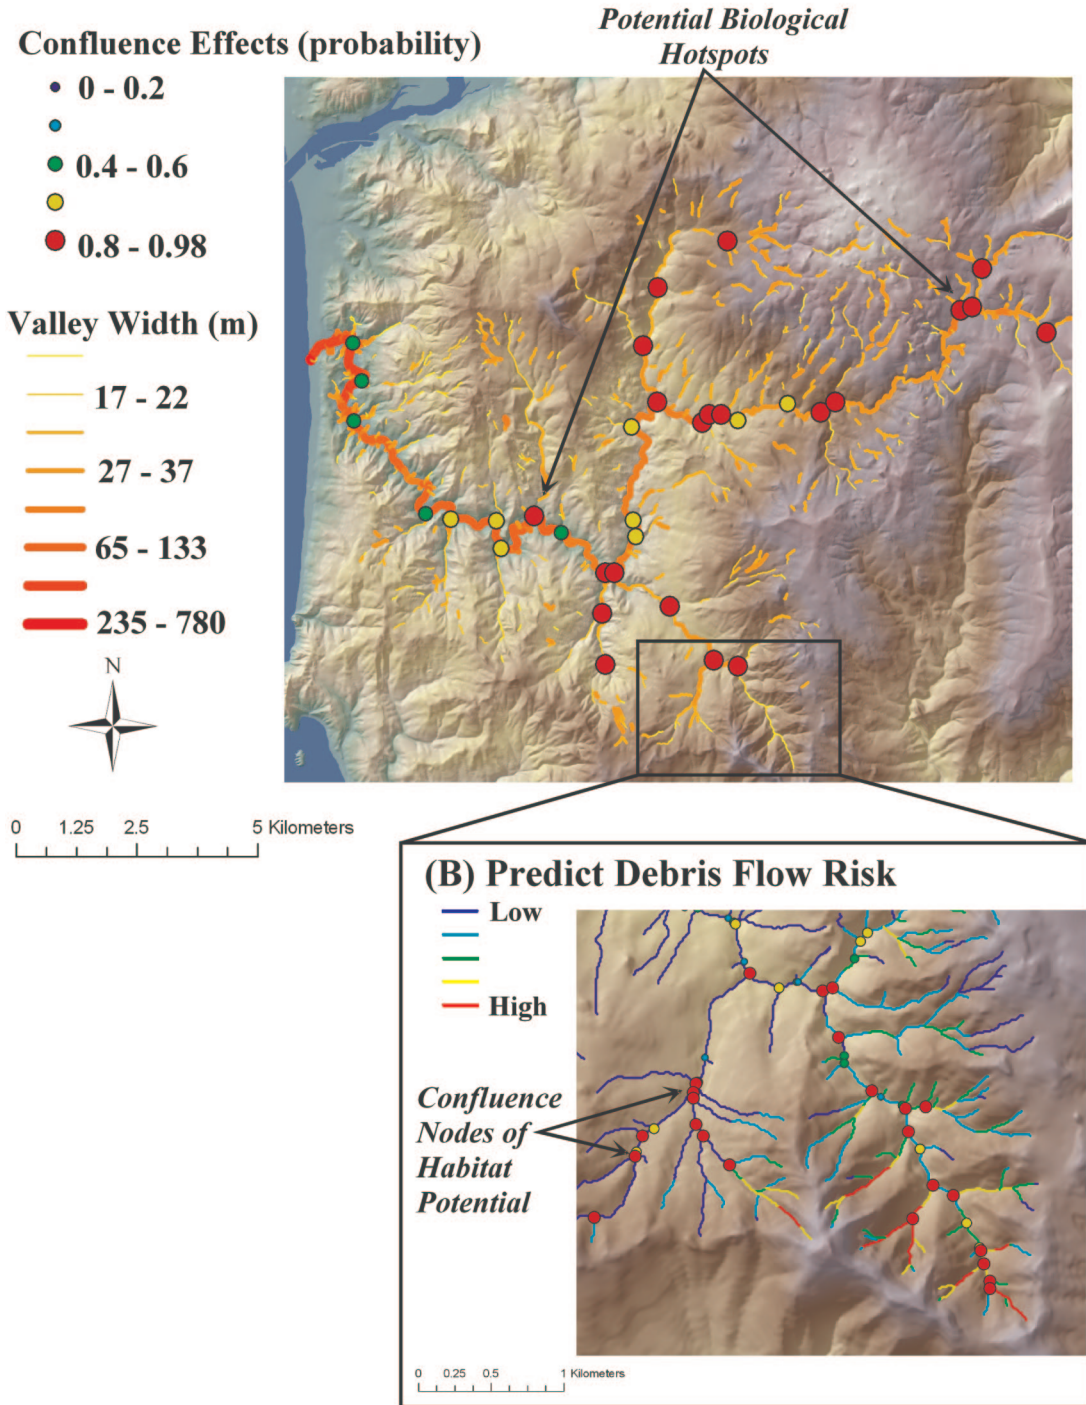 Potential Biological
Hotspots
Confluence Effects (probability)
0 - 0.2
0.4 - 0.6
0.8 - 0.98
Valley Width (m)
17 - 22
27 - 37
65 - 133
235 - 780
N
0 1.25 2.5 5 Kilometers
(B) Predict Debris Flow Risk
Low
High
Confluence
Nodes of
Habitat
Potential
0 0.25 0.5 1 Kilometers